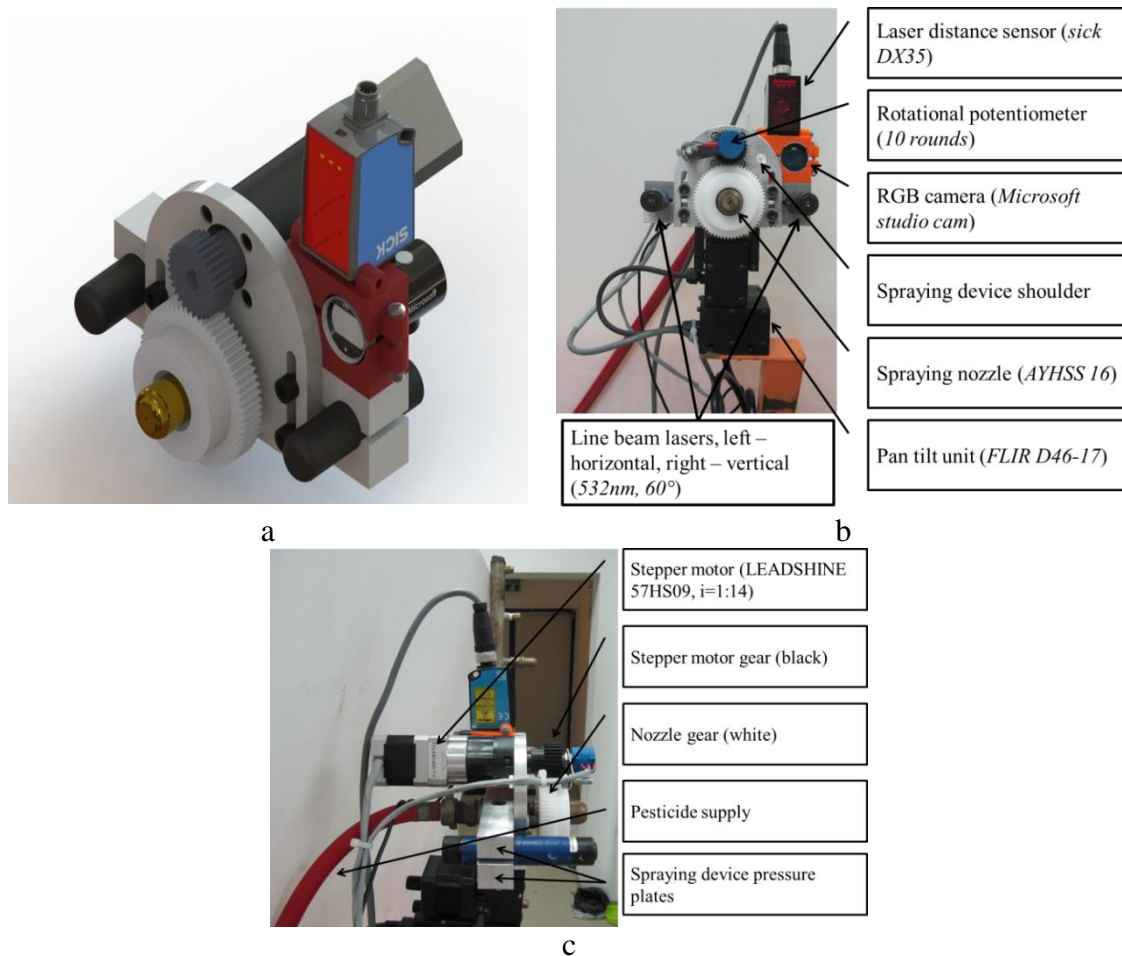 SICK
Microsoft
Laser distance sensor (sick
DX35)
Rotational potentiometer
(10 rounds)
RGB camera (Microsoft
studio cam)
Spraying device shoulder
Spraying nozzle (AYHSS 16)
Pan tilt unit (FLIR D46-17)
Line beam lasers, left –
horizontal, right – vertical
(532nm, 60°)
a
b
Stepper motor (LEADSHINE
57HS09, i=1:14)
Stepper motor gear (black)
Nozzle gear (white)
Pesticide supply
Spraying device pressure
plates
c